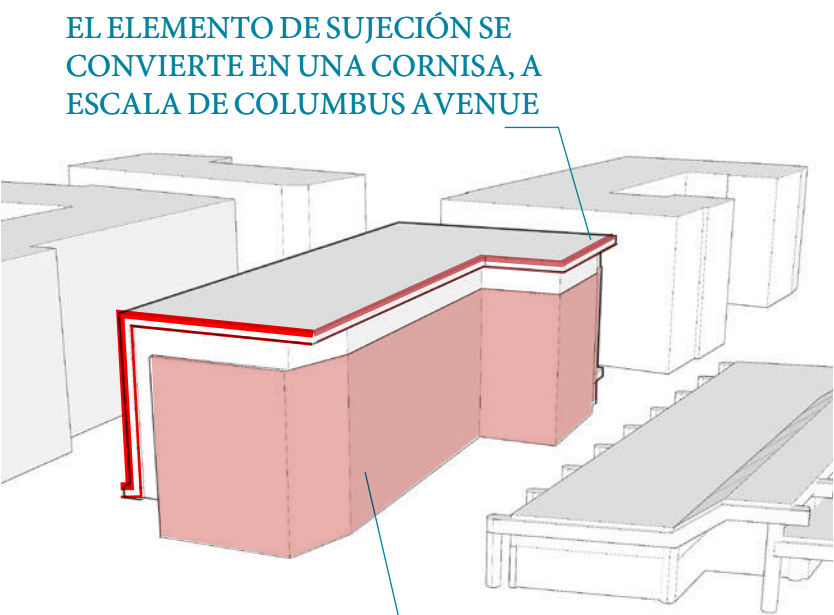 EL ELEMENTO DE SUJECIÓN SE
CONVIERTE EN UNA CORNISA, A
ESCALA DE COLUMBUS AVENUE